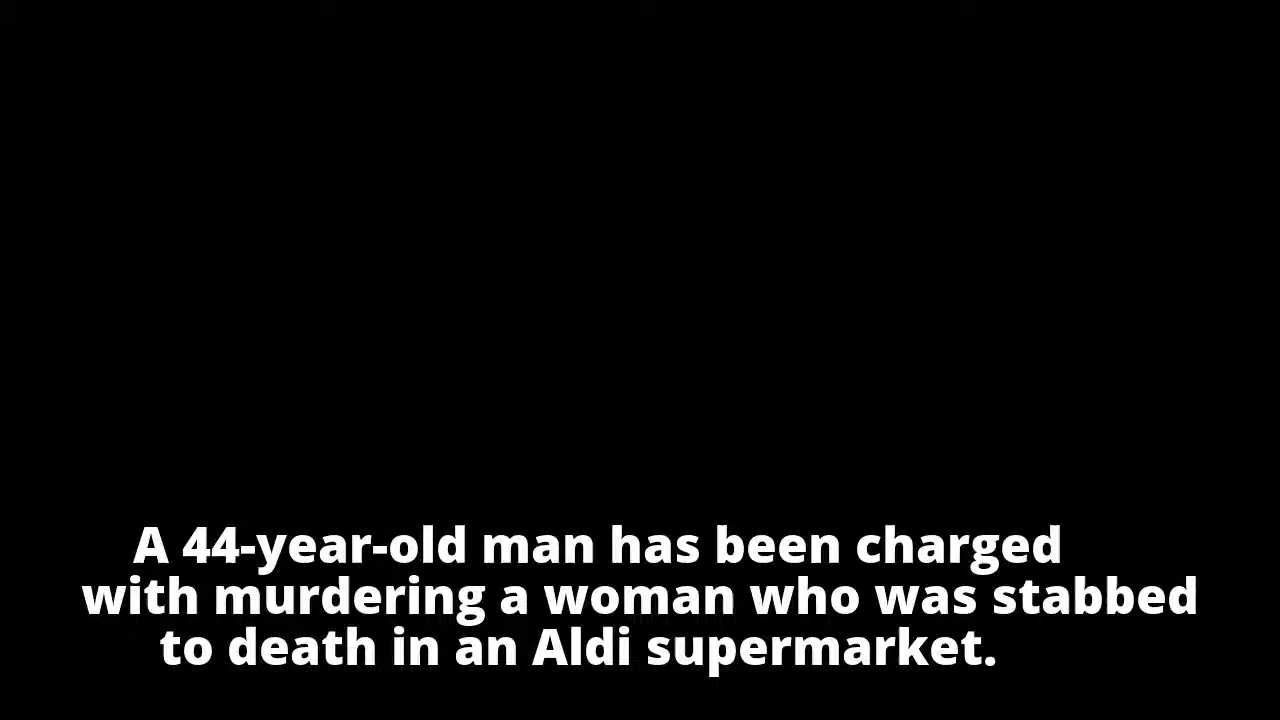 A 44-year-old man has been charged
with murdering a woman who was stabbed
to death in an Aldi supermarket.